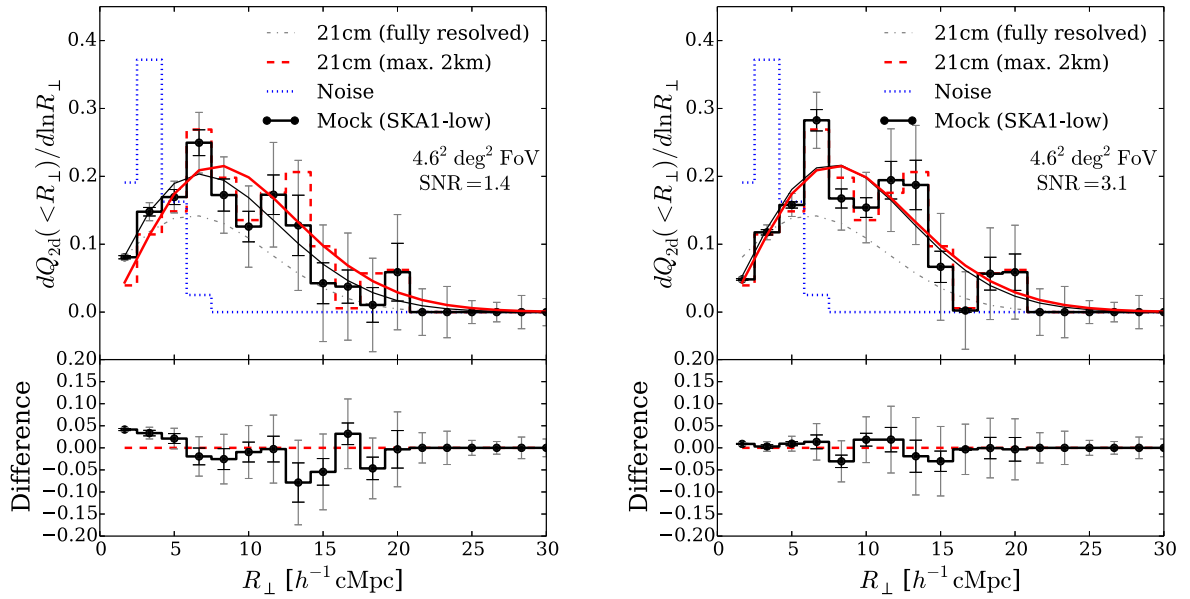 0.4
0.3
0.2
0.1
0.0
dQ2d(<R⊥)/dlnR⊥
21cm (fully resolved)
21cm (max. 2km)
Noise
Mock (SKA1-low)
4.6² deg² FoV
SNR=1.4
0.20
0.15
0.10
0.05
0.00
−0.05
−0.10
−0.15
−0.20
Difference
0 5 10 15 20 25 30
R⊥ [h⁻¹cMpc]
0.4
0.3
0.2
0.1
0.0
dQ2d(<R⊥)/dlnR⊥
21cm (fully resolved)
21cm (max. 2km)
Noise
Mock (SKA1-low)
4.6² deg² FoV
SNR=3.1
0.20
0.15
0.10
0.05
0.00
−0.05
−0.10
−0.15
−0.20
Difference
0 5 10 15 20 25 30
R⊥ [h⁻¹cMpc]